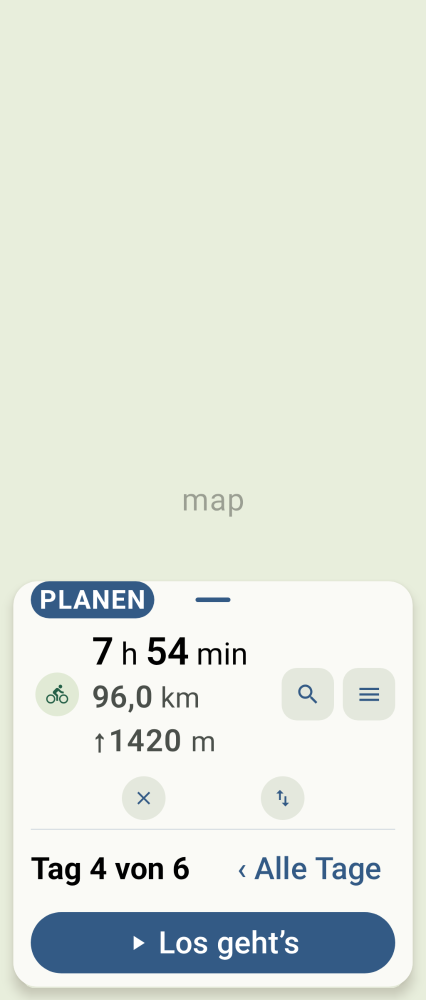 map
PLANEN
7 h 54 min
96,0 km
↑1420 m
Tag 4 von 6
‹ Alle Tage
Los geht’s